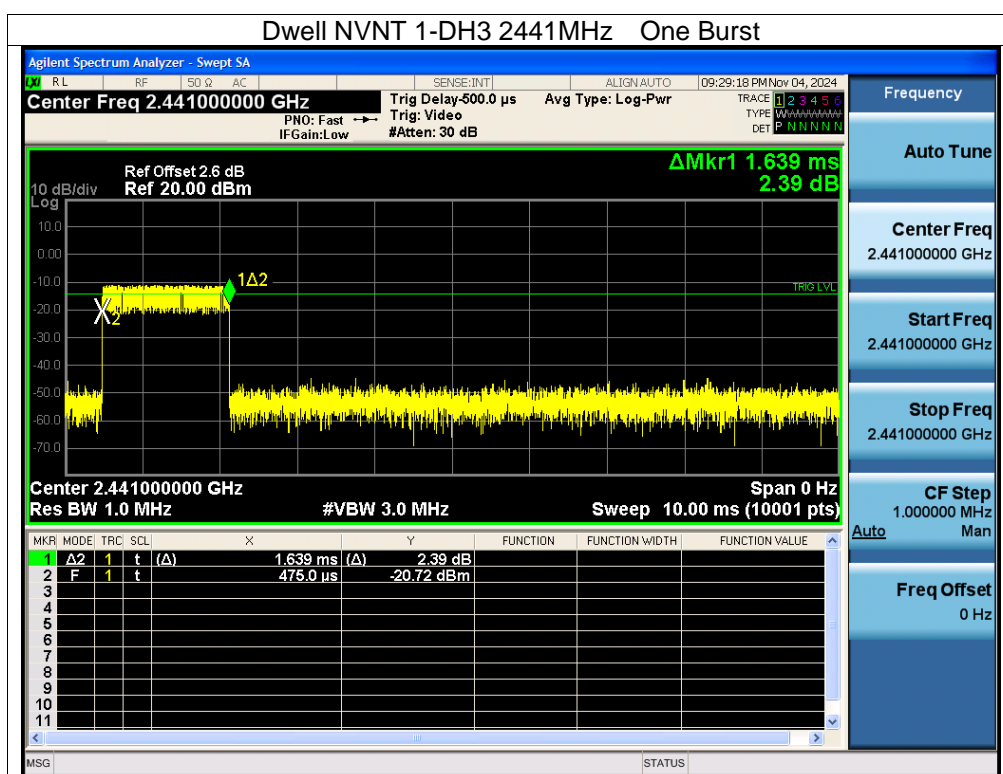 Dwell NVNT 1-DH3 2441MHz One Burst
Agilent Spectrum Analyzer - Swept SA
LXI RL RF 50 Ω AC SENSE:INT ALIGN AUTO 09:29:18 PM Nov 04, 2024
Center Freq 2.441000000 GHz
PNO: Fast
IFGain:Low
Trig Delay-500.0 µs
Trig: Video
#Atten: 30 dB
Avg Type: Log-Pwr
TRACE 1 2 3 4 5 6
TYPE WWWWWW
DET P N N N N N
ΔMkr1 1.639 ms
2.39 dB
Ref Offset 2.6 dB
10 dB/div Ref 20.00 dBm
Log
10.0
0.00
-10.0
-20.0
-30.0
-40.0
-50.0
-60.0
-70.0
1Δ2
X2
TRIG LVL
Center 2.441000000 GHz Span 0 Hz
Res BW 1.0 MHz #VBW 3.0 MHz Sweep 10.00 ms (10001 pts)
MKR MODE TRC SCL X Y FUNCTION FUNCTION WIDTH FUNCTION VALUE
1 Δ2 1 t (Δ) 1.639 ms (Δ) 2.39 dB
2 F 1 t 475.0 µs -20.72 dBm
3
4
5
6
7
8
9
10
11
MSG STATUS
Frequency
Auto Tune
Center Freq
2.441000000 GHz
Start Freq
2.441000000 GHz
Stop Freq
2.441000000 GHz
CF Step
1.000000 MHz
Auto Man
Freq Offset
0 Hz